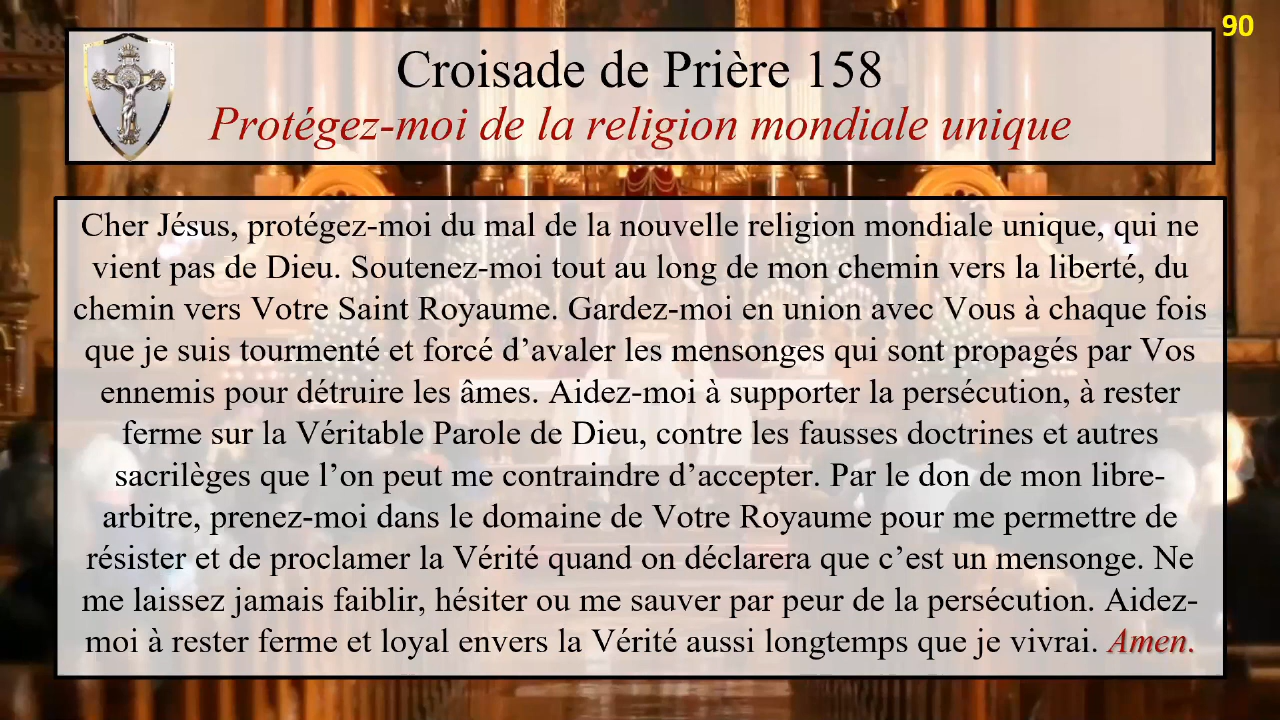 90
Croisade de Prière 158
Protégez-moi de la religion mondiale unique
Cher Jésus, protégez-moi du mal de la nouvelle religion mondiale unique, qui ne
vient pas de Dieu. Soutenez-moi tout au long de mon chemin vers la liberté, du
chemin vers Votre Saint Royaume. Gardez-moi en union avec Vous à chaque fois
que je suis tourmenté et forcé d’avaler les mensonges qui sont propagés par Vos
ennemis pour détruire les âmes. Aidez-moi à supporter la persécution, à rester
ferme sur la Véritable Parole de Dieu, contre les fausses doctrines et autres
sacrilèges que l’on peut me contraindre d’accepter. Par le don de mon libre-
arbitre, prenez-moi dans le domaine de Votre Royaume pour me permettre de
résister et de proclamer la Vérité quand on déclarera que c’est un mensonge. Ne
me laissez jamais faiblir, hésiter ou me sauver par peur de la persécution. Aidez-
moi à rester ferme et loyal envers la Vérité aussi longtemps que je vivrai. Amen.